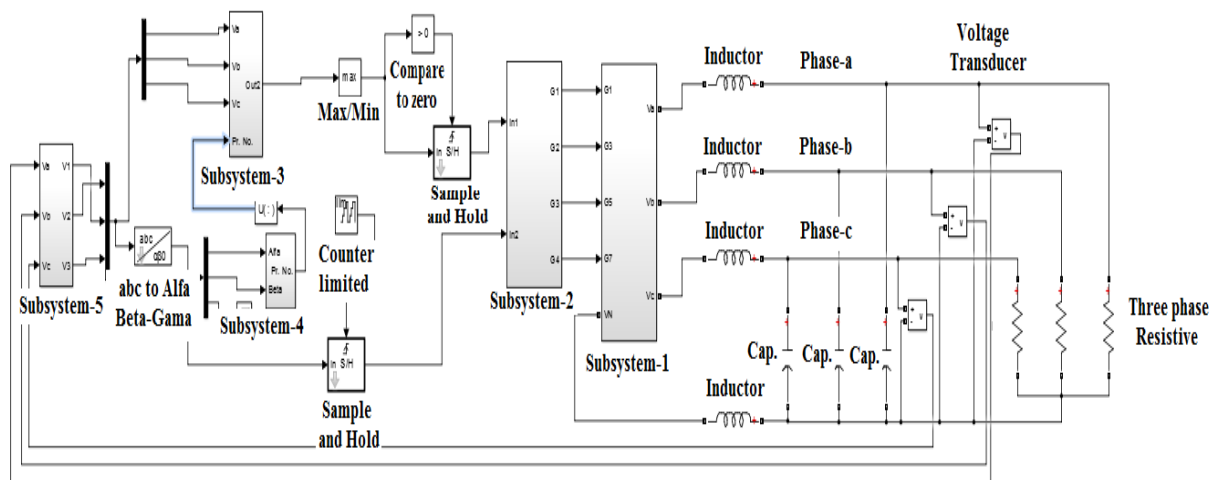 Va
Vb
Vc
Out2
Pr. No.
Subsystem-3
max
Max/Min
> 0
Compare
to zero
In S/H
Sample
and Hold
In1
In2
G1
G2
G3
G4
Subsystem-2
G1
G3
G5
G7
VN
Va
Vb
Vc
Subsystem-1
Inductor
Phase-a
Inductor
Phase-b
Inductor
Phase-c
Inductor
Voltage
Transducer
+
-
v
+
-
v
+
-
v
Cap.
Cap.
Cap.
Three phase
Resistive
Va
Vb
Vc
V1
V2
V3
Subsystem-5
abc
αβ0
abc to Alfa
Beta-Gama
U( : )
Alfa
Beta
Pr. No.
Subsystem-4
lim
Counter
limited
In S/H
Sample
and Hold